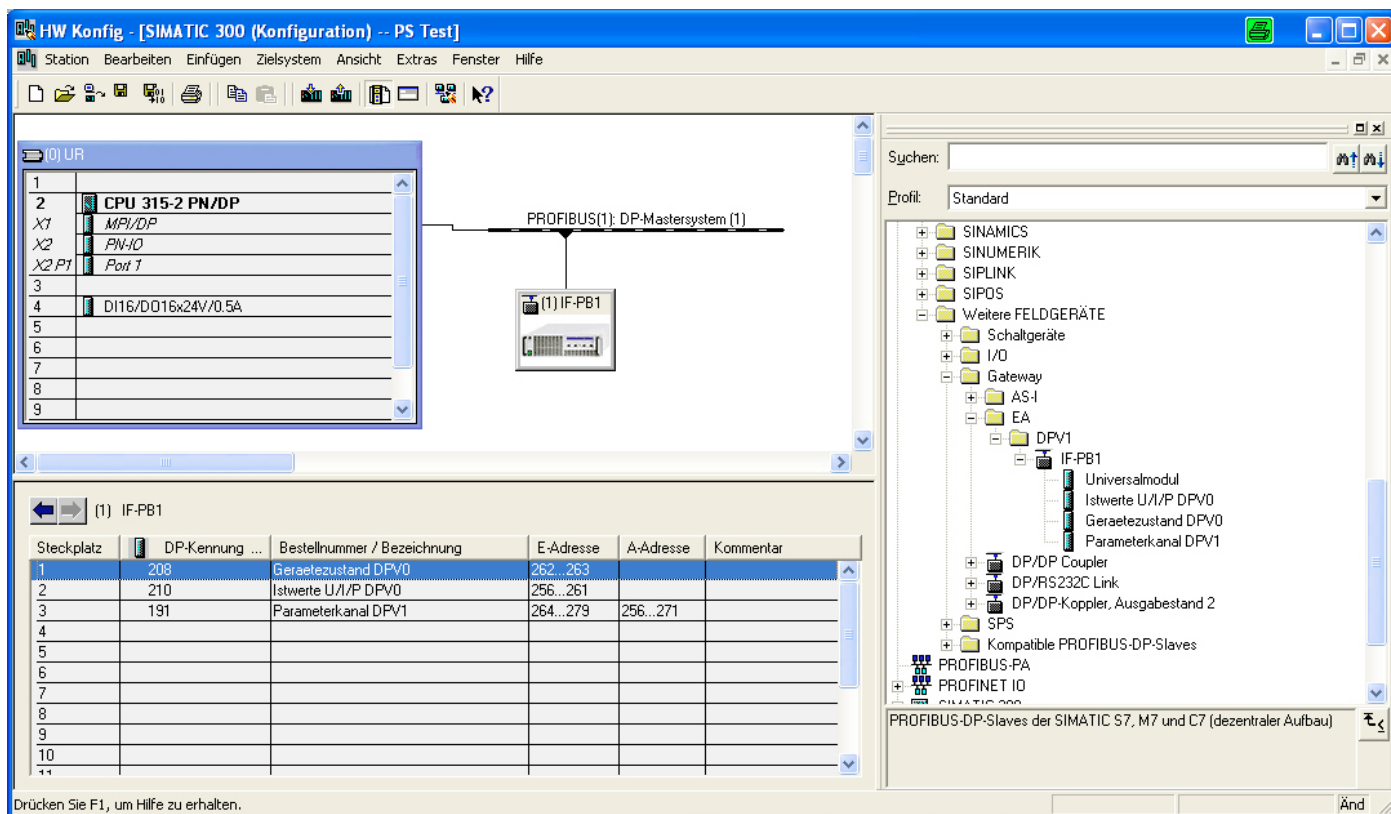 HW Konfig - [SIMATIC 300 (Konfiguration) -- PS Test]
Station Bearbeiten Einfügen Zielsystem Ansicht Extras Fenster Hilfe
(0) UR
1
2 CPU 315-2 PN/DP
X1 MPI/DP
X2 PN-IO
X2 P1 Port 1
3
4 DI16/DO16x24V/0.5A
5
6
7
8
9
PROFIBUS(1): DP-Mastersystem (1)
(1) IF-PB1
(1) IF-PB1
Steckplatz DP-Kennung ... Bestellnummer / Bezeichnung E-Adresse A-Adresse Kommentar
1 208 Geraetezustand DPV0 262...263
2 210 Istwerte U/I/P DPV0 256...261
3 191 Parameterkanal DPV1 264...279 256...271
4
5
6
7
8
9
10
11
Suchen:
Profil: Standard
SINAMICS
SINUMERIK
SIPLINK
SIPOS
Weitere FELDGERÄTE
Schaltgeräte
I/O
Gateway
AS-I
EA
DPV1
IF-PB1
Universalmodul
Istwerte U/I/P DPV0
Geraetezustand DPV0
Parameterkanal DPV1
DP/DP Coupler
DP/RS232C Link
DP/DP-Koppler, Ausgabestand 2
SPS
Kompatible PROFIBUS-DP-Slaves
PROFIBUS-PA
PROFINET IO
PROFIBUS-DP-Slaves der SIMATIC S7, M7 und C7 (dezentraler Aufbau)
Drücken Sie F1, um Hilfe zu erhalten.
Änd